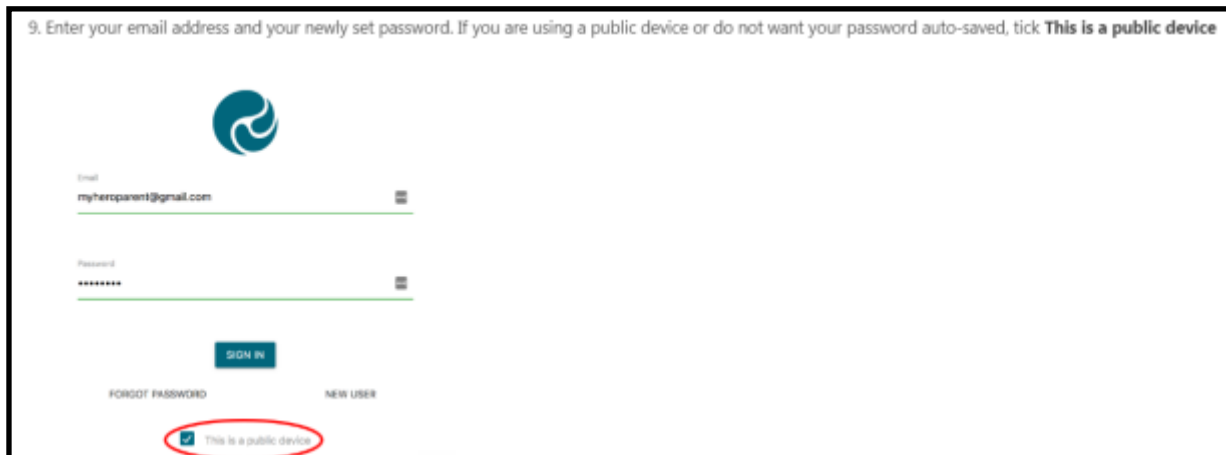 9. Enter your email address and your newly set password. If you are using a public device or do not want your password auto-saved, tick This is a public device
Email
myheroparent@gmail.com
Password
••••••••
SIGN IN
FORGOT PASSWORD NEW USER
This is a public device